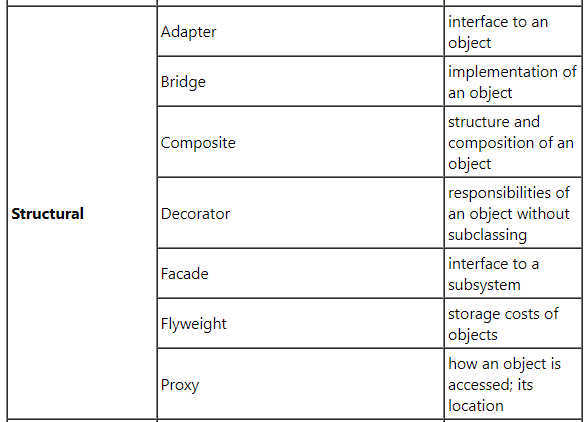 Structural
Adapter
interface to an
object
Bridge
implementation of
an object
Composite
structure and
composition of an
object
Decorator
responsibilities of
an object without
subclassing
Facade
interface to a
subsystem
Flyweight
storage costs of
objects
Proxy
how an object is
accessed; its
location